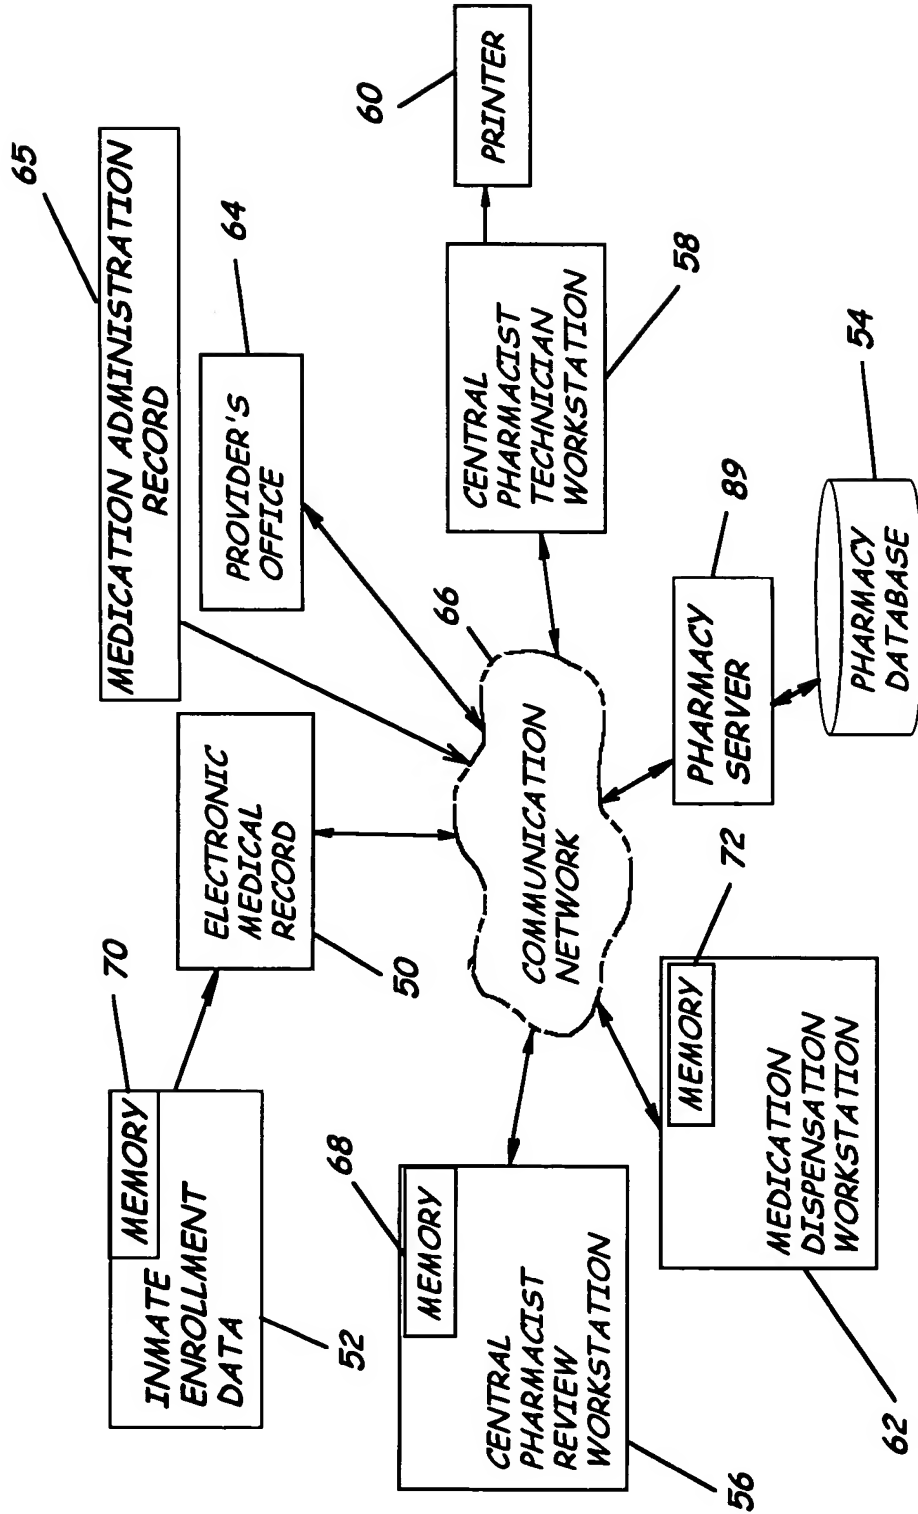 70
MEMORY
INMATE
ENROLLMENT
DATA
52
ELECTRONIC
MEDICAL
RECORD
50
65
MEDICATION ADMINISTRATION
RECORD
64
PROVIDER'S
OFFICE
68
MEMORY
CENTRAL
PHARMACIST
REVIEW
WORKSTATION
56
66
COMMUNICATION
NETWORK
60
PRINTER
CENTRAL
PHARMACIST
TECHNICIAN
WORKSTATION
58
72
MEMORY
MEDICATION
DISPENSATION
WORKSTATION
62
89
PHARMACY
SERVER
54
PHARMACY
DATABASE